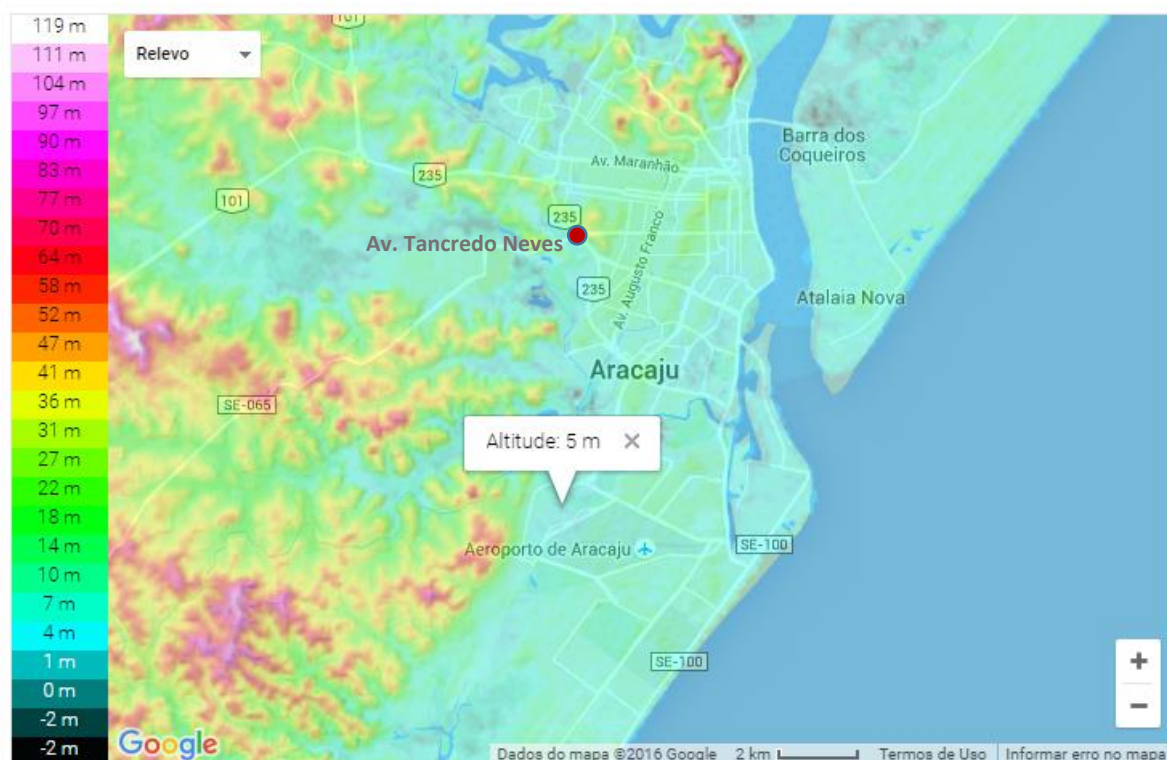 119 m
111 m
104 m
97 m
90 m
83 m
77 m
70 m
64 m
58 m
52 m
47 m
41 m
36 m
31 m
27 m
22 m
18 m
14 m
10 m
7 m
4 m
1 m
0 m
-2 m
-2 m
Relevo
101
Barra dos
Coqueiros
Av. Maranhão
235
101
235
Av. Tancredo Neves
Av. Augusto Franco
235
Atalaia Nova
Aracaju
SE-065
Altitude: 5 m ×
Aeroporto de Aracaju
SE-100
SE-100
+
−
Google
Dados do mapa ©2016 Google 2 km Termos de Uso Informar erro no mapa